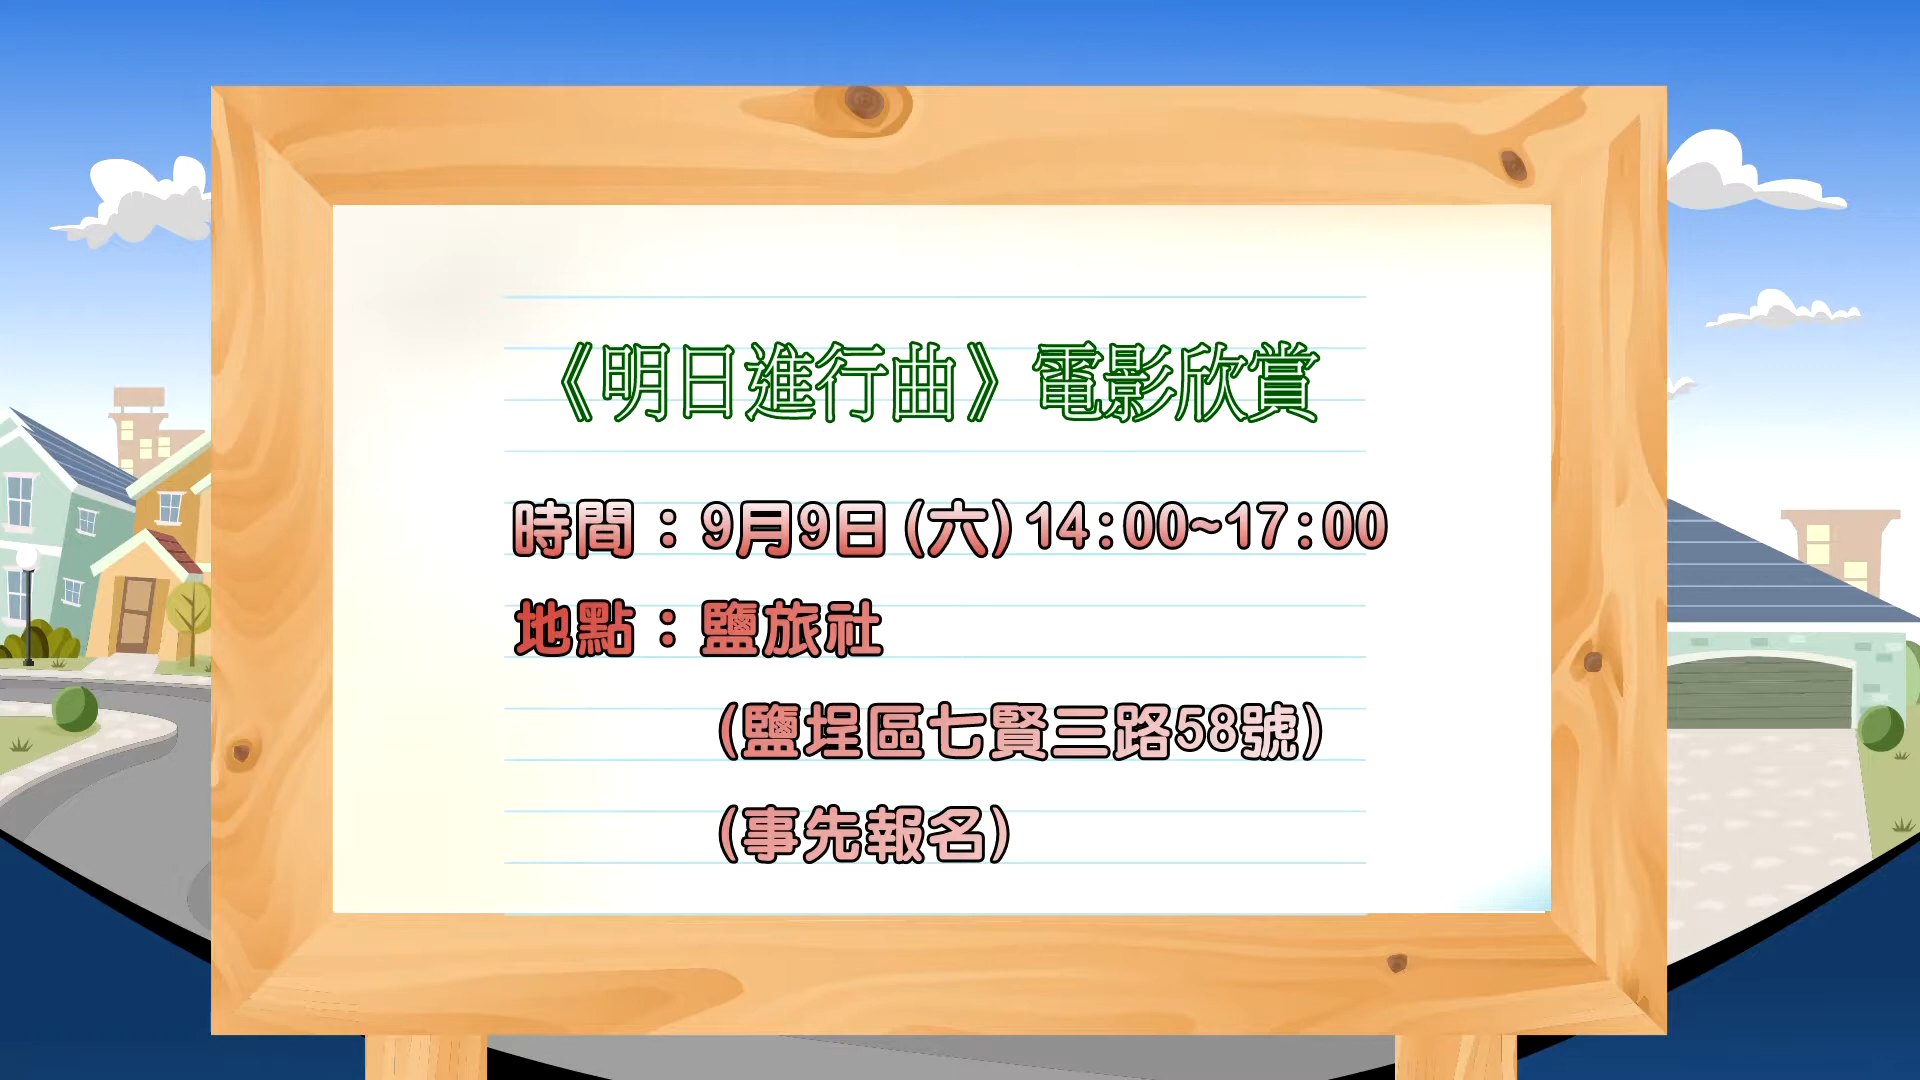 《明日進行曲》電影欣賞
時間：9月9日(六)14:00~17:00
地點：鹽旅社
(鹽埕區七賢三路58號)
(事先報名)